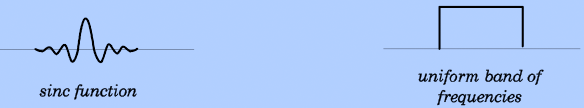 sinc function
uniform band of
frequencies